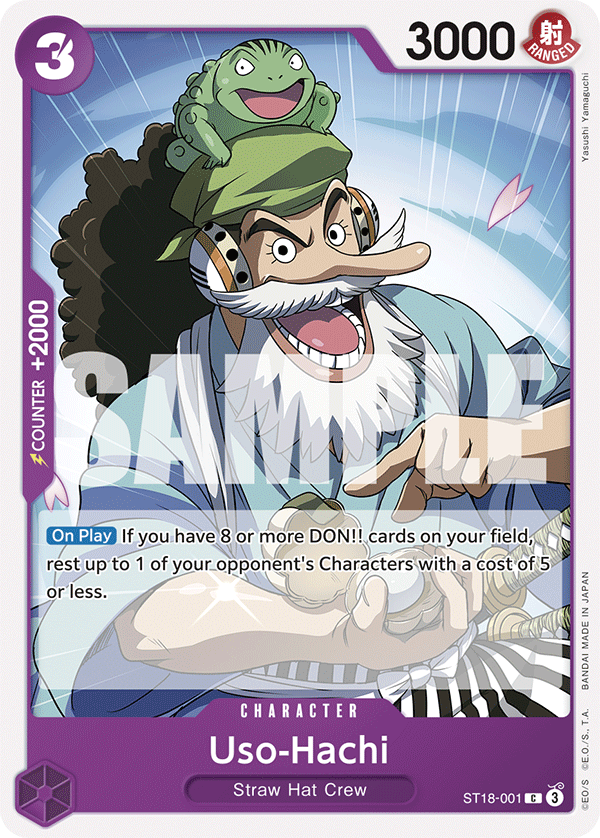 3
3000
射
RANGED
Yasushi Yamaguchi
COUNTER +2000
SAMPLE
On Play If you have 8 or more DON!! cards on your field,
rest up to 1 of your opponent's Characters with a cost of 5
or less.
CHARACTER
Uso-Hachi
Straw Hat Crew
ST18-001 C 3
©EO/S ©E.O./S., T.A. BANDAI MADE IN JAPAN